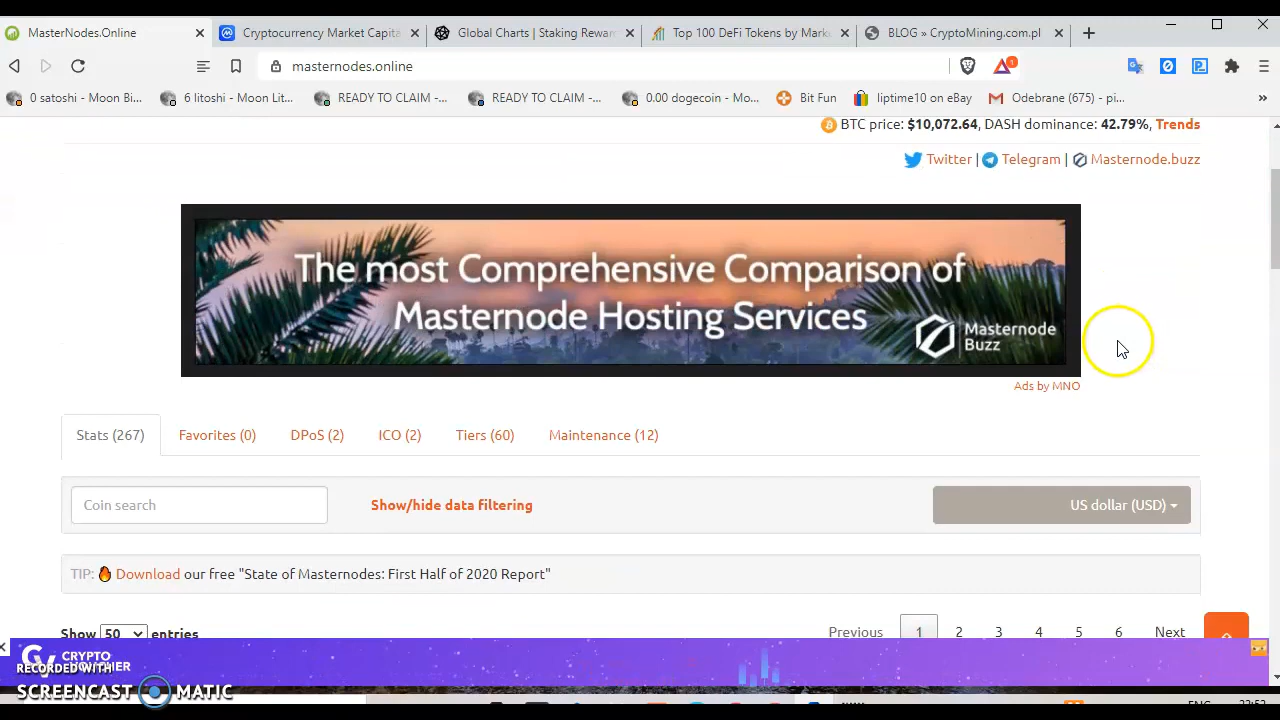 MasterNodes.Online
Cryptocurrency Market Capita
Global Charts | Staking Rewar
Top 100 DeFi Tokens by Mark
BLOG » CryptoMining.com.pl
masternodes.online
1
0 satoshi - Moon Bi...
6 litoshi - Moon Lit...
READY TO CLAIM -...
READY TO CLAIM -...
0.00 dogecoin - Mo...
Bit Fun
liptime10 on eBay
Odebrane (675) - pi...
BTC price: $10,072.64, DASH dominance: 42.79%, Trends
Twitter | Telegram | Masternode.buzz
The most Comprehensive Comparison of
Masternode Hosting Services
Masternode
Buzz
Ads by MNO
Stats (267) Favorites (0) DPoS (2) ICO (2) Tiers (60) Maintenance (12)
Coin search
Show/hide data filtering
US dollar (USD)
TIP: Download our free "State of Masternodes: First Half of 2020 Report"
Show 50 entries
Previous 1 2 3 4 5 6 Next
CRYPTO
RECORDED WITH
SCREENCAST MATIC